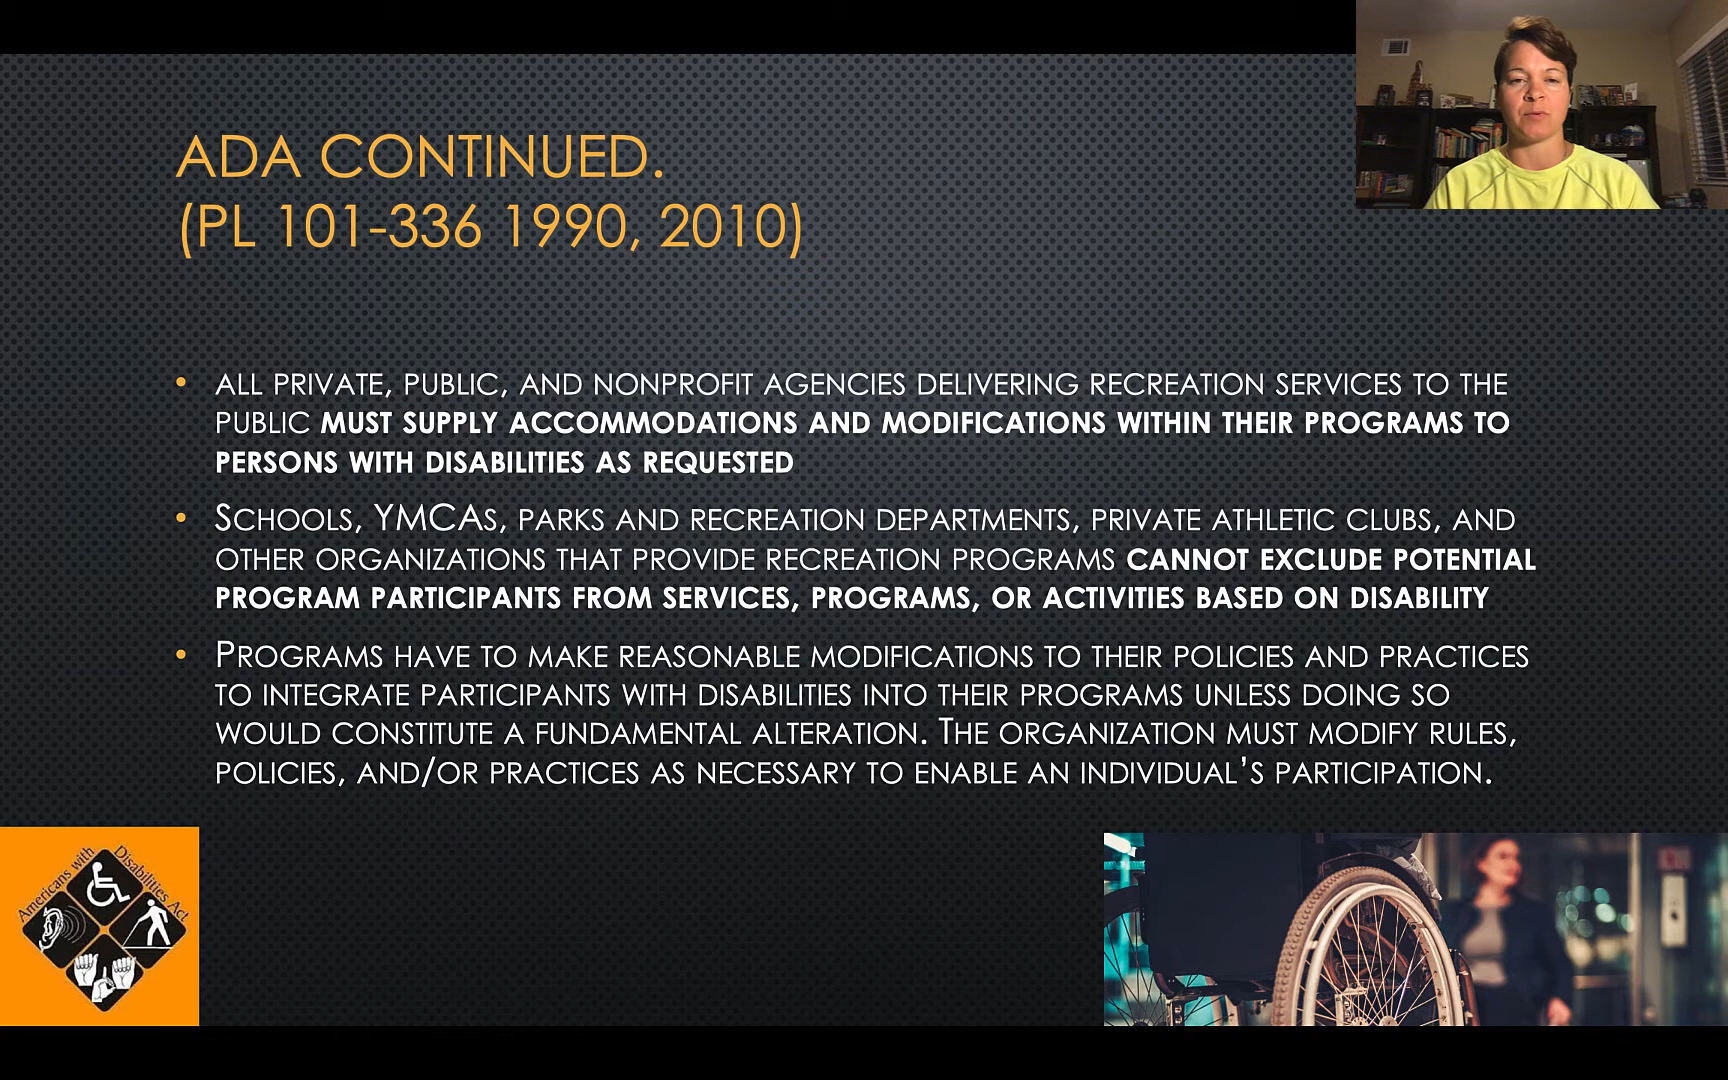 ADA CONTINUED.
(PL 101-336 1990, 2010)
• ALL PRIVATE, PUBLIC, AND NONPROFIT AGENCIES DELIVERING RECREATION SERVICES TO THE
PUBLIC MUST SUPPLY ACCOMMODATIONS AND MODIFICATIONS WITHIN THEIR PROGRAMS TO
PERSONS WITH DISABILITIES AS REQUESTED
• SCHOOLS, YMCAS, PARKS AND RECREATION DEPARTMENTS, PRIVATE ATHLETIC CLUBS, AND
OTHER ORGANIZATIONS THAT PROVIDE RECREATION PROGRAMS CANNOT EXCLUDE POTENTIAL
PROGRAM PARTICIPANTS FROM SERVICES, PROGRAMS, OR ACTIVITIES BASED ON DISABILITY
• PROGRAMS HAVE TO MAKE REASONABLE MODIFICATIONS TO THEIR POLICIES AND PRACTICES
TO INTEGRATE PARTICIPANTS WITH DISABILITIES INTO THEIR PROGRAMS UNLESS DOING SO
WOULD CONSTITUTE A FUNDAMENTAL ALTERATION. THE ORGANIZATION MUST MODIFY RULES,
POLICIES, AND/OR PRACTICES AS NECESSARY TO ENABLE AN INDIVIDUAL'S PARTICIPATION.
Americans with Disabilities Act